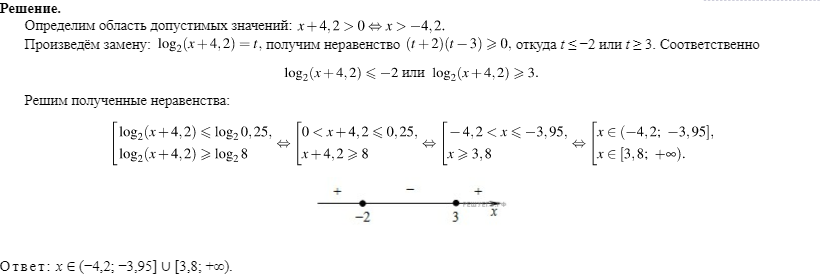 Решение.
Определим область допустимых значений: x + 4,2 > 0 ⇔ x > −4,2.
Произведём замену: log₂(x + 4,2) = t, получим неравенство (t + 2)(t − 3) ⩾ 0, откуда t ≤ −2 или t ≥ 3. Соответственно
log₂(x + 4,2) ⩽ −2 или log₂(x + 4,2) ⩾ 3.
Решим полученные неравенства:
[ log₂(x + 4,2) ⩽ log₂ 0,25, ⇔ [ 0 < x + 4,2 ⩽ 0,25, ⇔ [ −4,2 < x ⩽ −3,95, ⇔ [ x ∈ (−4,2; −3,95],
log₂(x + 4,2) ⩾ log₂ 8 x + 4,2 ⩾ 8 x ⩾ 3,8 x ∈ [3,8; +∞).
+ − +
−2 3 x
Ответ: x ∈ (−4,2; −3,95] ∪ [3,8; +∞).